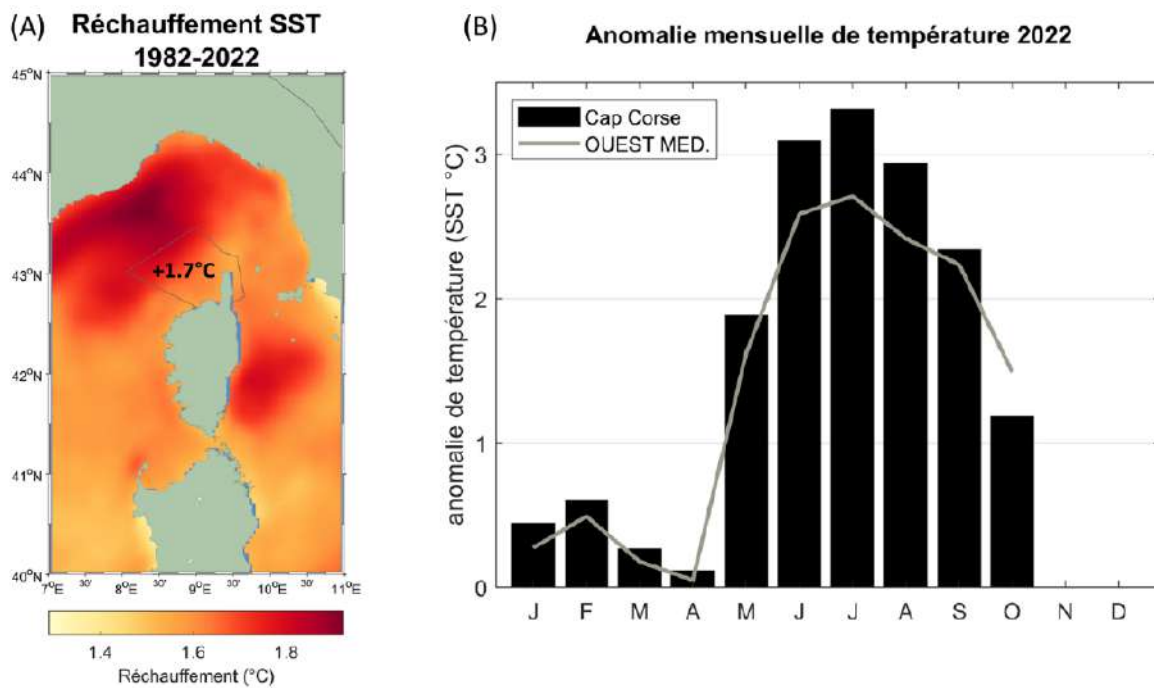 (A) Réchauffement SST
1982-2022
45°N
44°N
43°N
42°N
41°N
40°N
+1.7°C
7°E 30' 8°E 30' 9°E 30' 10°E 30' 11°E
1.4 1.6 1.8
Réchauffement (°C)
(B) Anomalie mensuelle de température 2022
Cap Corse
OUEST MED.
anomalie de température (SST °C)
3
2
1
0
J F M A M J J A S O N D